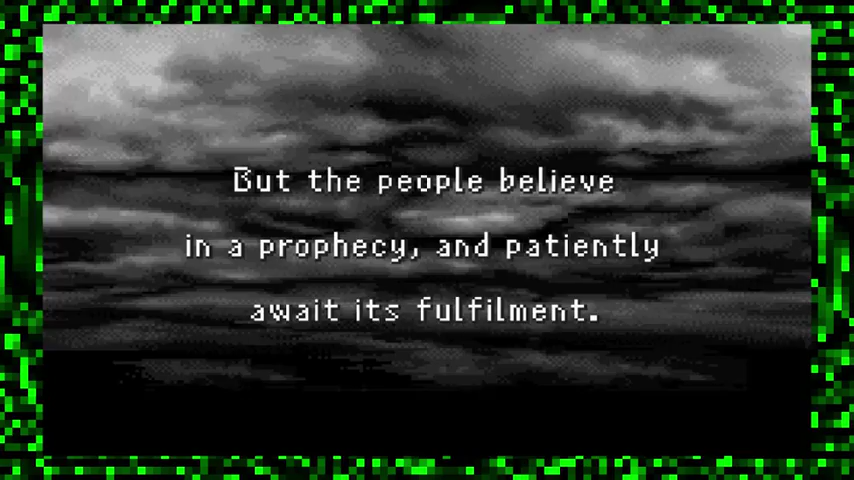 But the people believe
in a prophecy, and patiently
await its fulfilment.